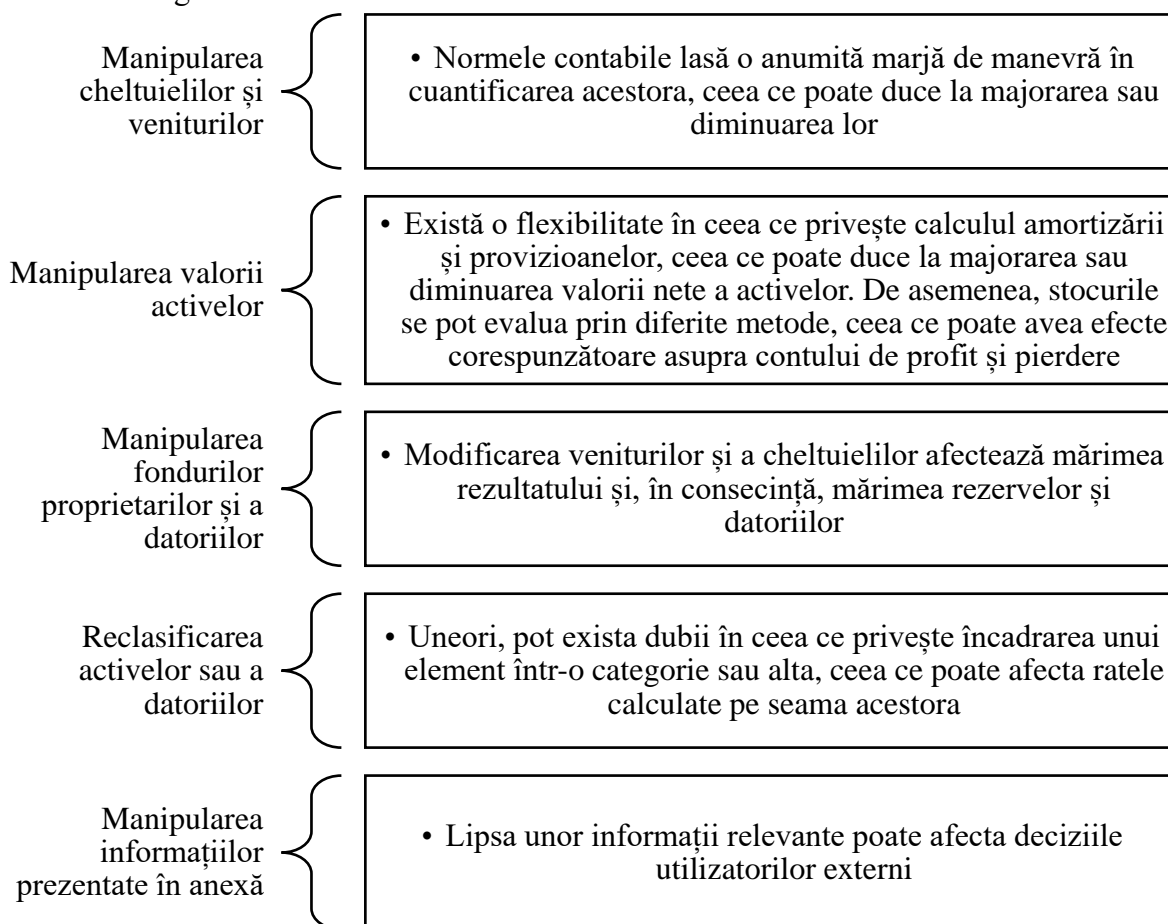 Manipularea
cheltuielilor și
veniturilor
• Normele contabile lasă o anumită marjă de manevră în
cuantificarea acestora, ceea ce poate duce la majorarea sau
diminuarea lor
Manipularea valorii
activelor
• Există o flexibilitate în ceea ce privește calculul amortizării
și provizioanelor, ceea ce poate duce la majorarea sau
diminuarea valorii nete a activelor. De asemenea, stocurile
se pot evalua prin diferite metode, ceea ce poate avea efecte
corespunzătoare asupra contului de profit și pierdere
Manipularea
fondurilor
proprietarilor și a
datoriilor
• Modificarea veniturilor și a cheltuielilor afectează mărimea
rezultatului și, în consecință, mărimea rezervelor și
datoriilor
Reclasificarea
activelor sau a
datoriilor
• Uneori, pot exista dubii în ceea ce privește încadrarea unui
element într-o categorie sau alta, ceea ce poate afecta ratele
calculate pe seama acestora
Manipularea
informațiilor
prezentate în anexă
• Lipsa unor informații relevante poate afecta deciziile
utilizatorilor externi